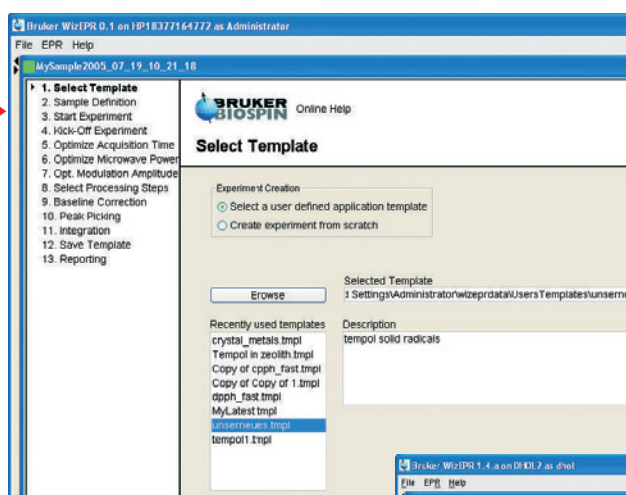 Bruker WizEPR 0.1 on HP18377164772 as Administrator
File EPR Help
MySample2005_07_19_10_21_18
1. Select Template
2. Sample Definition
3. Start Experiment
4. Kick-Off Experiment
5. Optimize Acquisition Time
6. Optimize Microwave Power
7. Opt. Modulation Amplitude
8. Select Processing Steps
9. Baseline Correction
10. Peak Picking
11. Integration
12. Save Template
13. Reporting
BRUKER
BIOSPIN
Online Help
Select Template
Experiment Creation
Select a user defined application template
Create experiment from scratch
Selected Template
Browse
Settings\Administrator\wizeprdata\UsersTemplates\unserne
Recently used templates
crystal_metals.tmpl
Tempol in zeolith.tmpl
Copy of cpph_fast.tmpl
Copy of Copy of 1.tmpl
dpph_fast.tmpl
MyLatest.tmpl
unserneues.tmpl
tempol1.tmpl
Description
tempol solid radicals
Bruker WizEPR 1.4.a on DHOL2 as dhol
File EPR Help